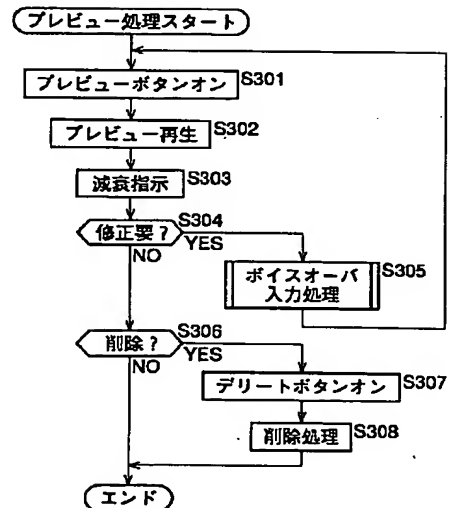 プレビュー処理スタート
プレビューボタンオン S301
プレビュー再生 S302
減衰指示 S303
修正要? S304
YES
NO
ボイスオーバ S305
入力処理
削除? S306
YES
NO
デリートボタンオン S307
削除処理 S308
エンド